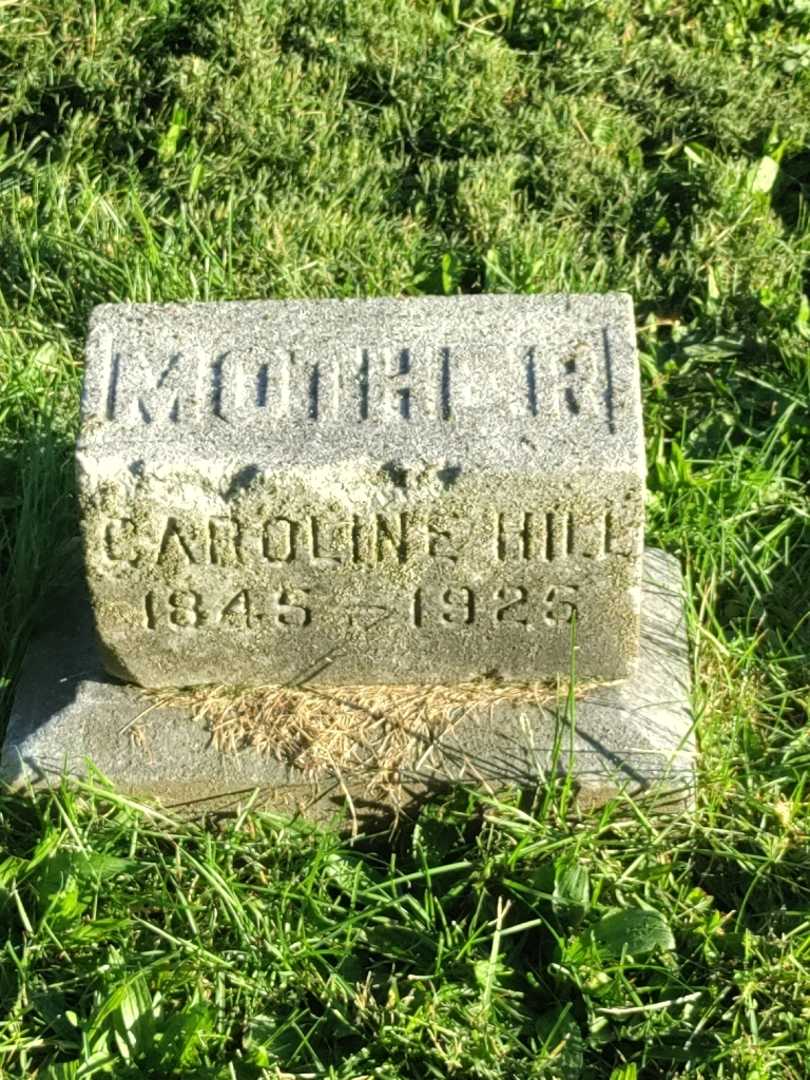 MOTHER
CAROLINE HILL
1845 - 1925